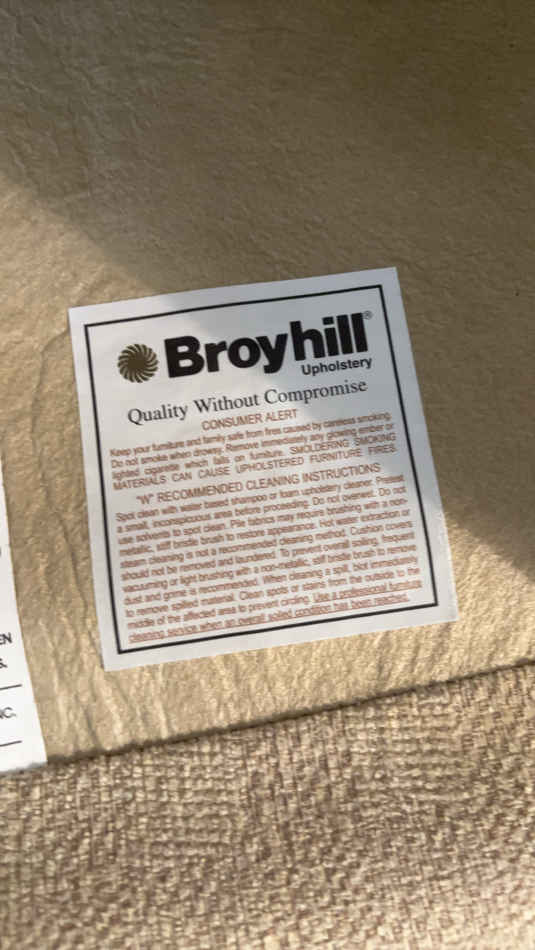 Broyhill®
Upholstery
Quality Without Compromise
CONSUMER ALERT
Keep your furniture and family safe from fires caused by careless smoking.
Do not smoke when drowsy. Remove immediately any glowing ember or
lighted cigarette which falls on furniture. SMOLDERING SMOKING
MATERIALS CAN CAUSE UPHOLSTERED FURNITURE FIRES.
"W" RECOMMENDED CLEANING INSTRUCTIONS
Spot clean with water based shampoo or foam upholstery cleaner. Pretest
a small, inconspicuous area before proceeding. Do not overwet. Do not
use solvents to spot clean. Pile fabrics may require brushing with a non-
metallic, stiff bristle brush to restore appearance. Hot water extraction or
steam cleaning is not a recommended cleaning method. Cushion covers
should not be removed and laundered. To prevent overall soiling, frequent
vacuuming or light brushing with a non-metallic, stiff bristle brush to remove
dust and grime is recommended. When cleaning a spill, blot immediately
to remove spilled material. Clean spots or stains from the outside to the
middle of the affected area to prevent circling. Use a professional furniture
cleaning service when an overall soiled condition has been reached.
EN
S.
NC.